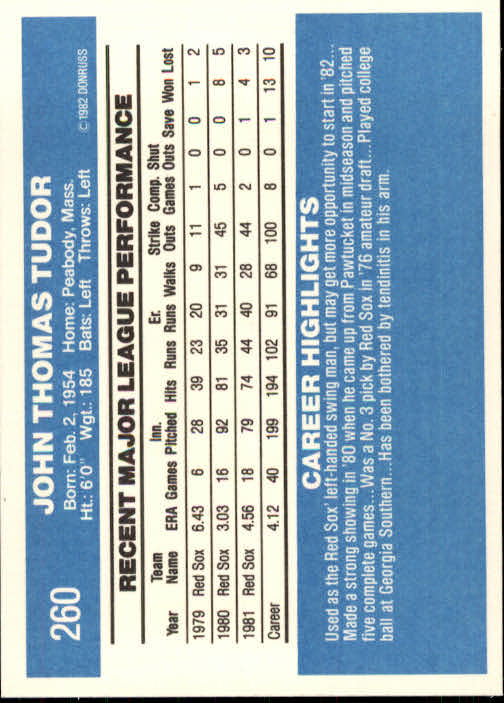 260
JOHN THOMAS TUDOR
Born: Feb. 2, 1954 Home: Peabody, Mass.
Ht.: 6'0" Wgt.: 185 Bats: Left Throws: Left
© 1982 DONRUSS
RECENT MAJOR LEAGUE PERFORMANCE
Team Inn. Er. Strike Comp. Shut
Year Name ERA Games Pitched Hits Runs Runs Walks Outs Games Outs Save Won Lost
1979 Red Sox 6.43 6 28 39 23 20 9 11 1 0 0 1 2
1980 Red Sox 3.03 16 92 81 35 31 31 45 5 0 0 8 5
1981 Red Sox 4.56 18 79 74 44 40 28 44 2 0 1 4 3
Career 4.12 40 199 194 102 91 68 100 8 0 1 13 10
CAREER HIGHLIGHTS
Used as the Red Sox' left-handed swing man, but may get more opportunity to start in '82...
Made a strong showing in '80 when he came up from Pawtucket in midseason and pitched
five complete games...Was a No. 3 pick by Red Sox in '76 amateur draft...Played college
ball at Georgia Southern...Has been bothered by tendinitis in his arm.